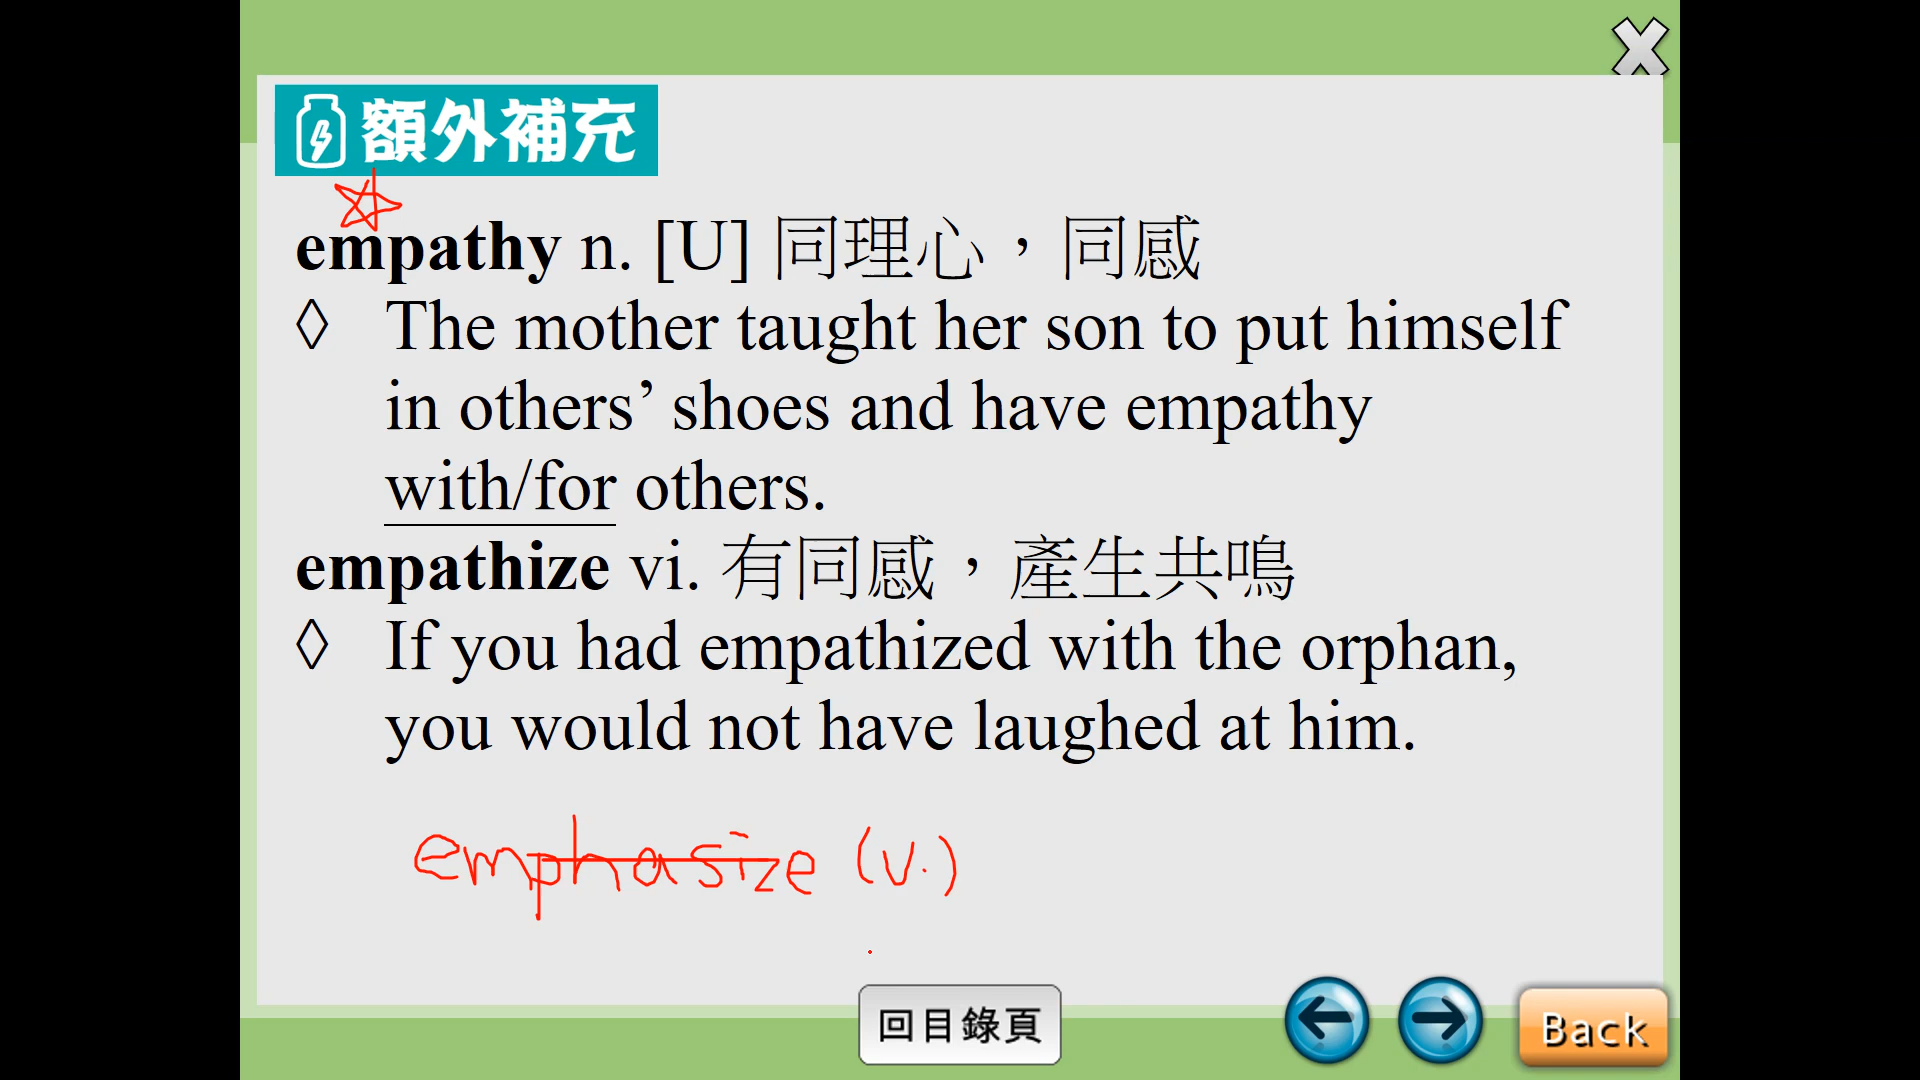 額外補充
empathy n. [U] 同理心，同感
◊ The mother taught her son to put himself
in others’ shoes and have empathy
with/for others.
empathize vi. 有同感，產生共鳴
◊ If you had empathized with the orphan,
you would not have laughed at him.
emphasize (v.)
回目錄頁
Back